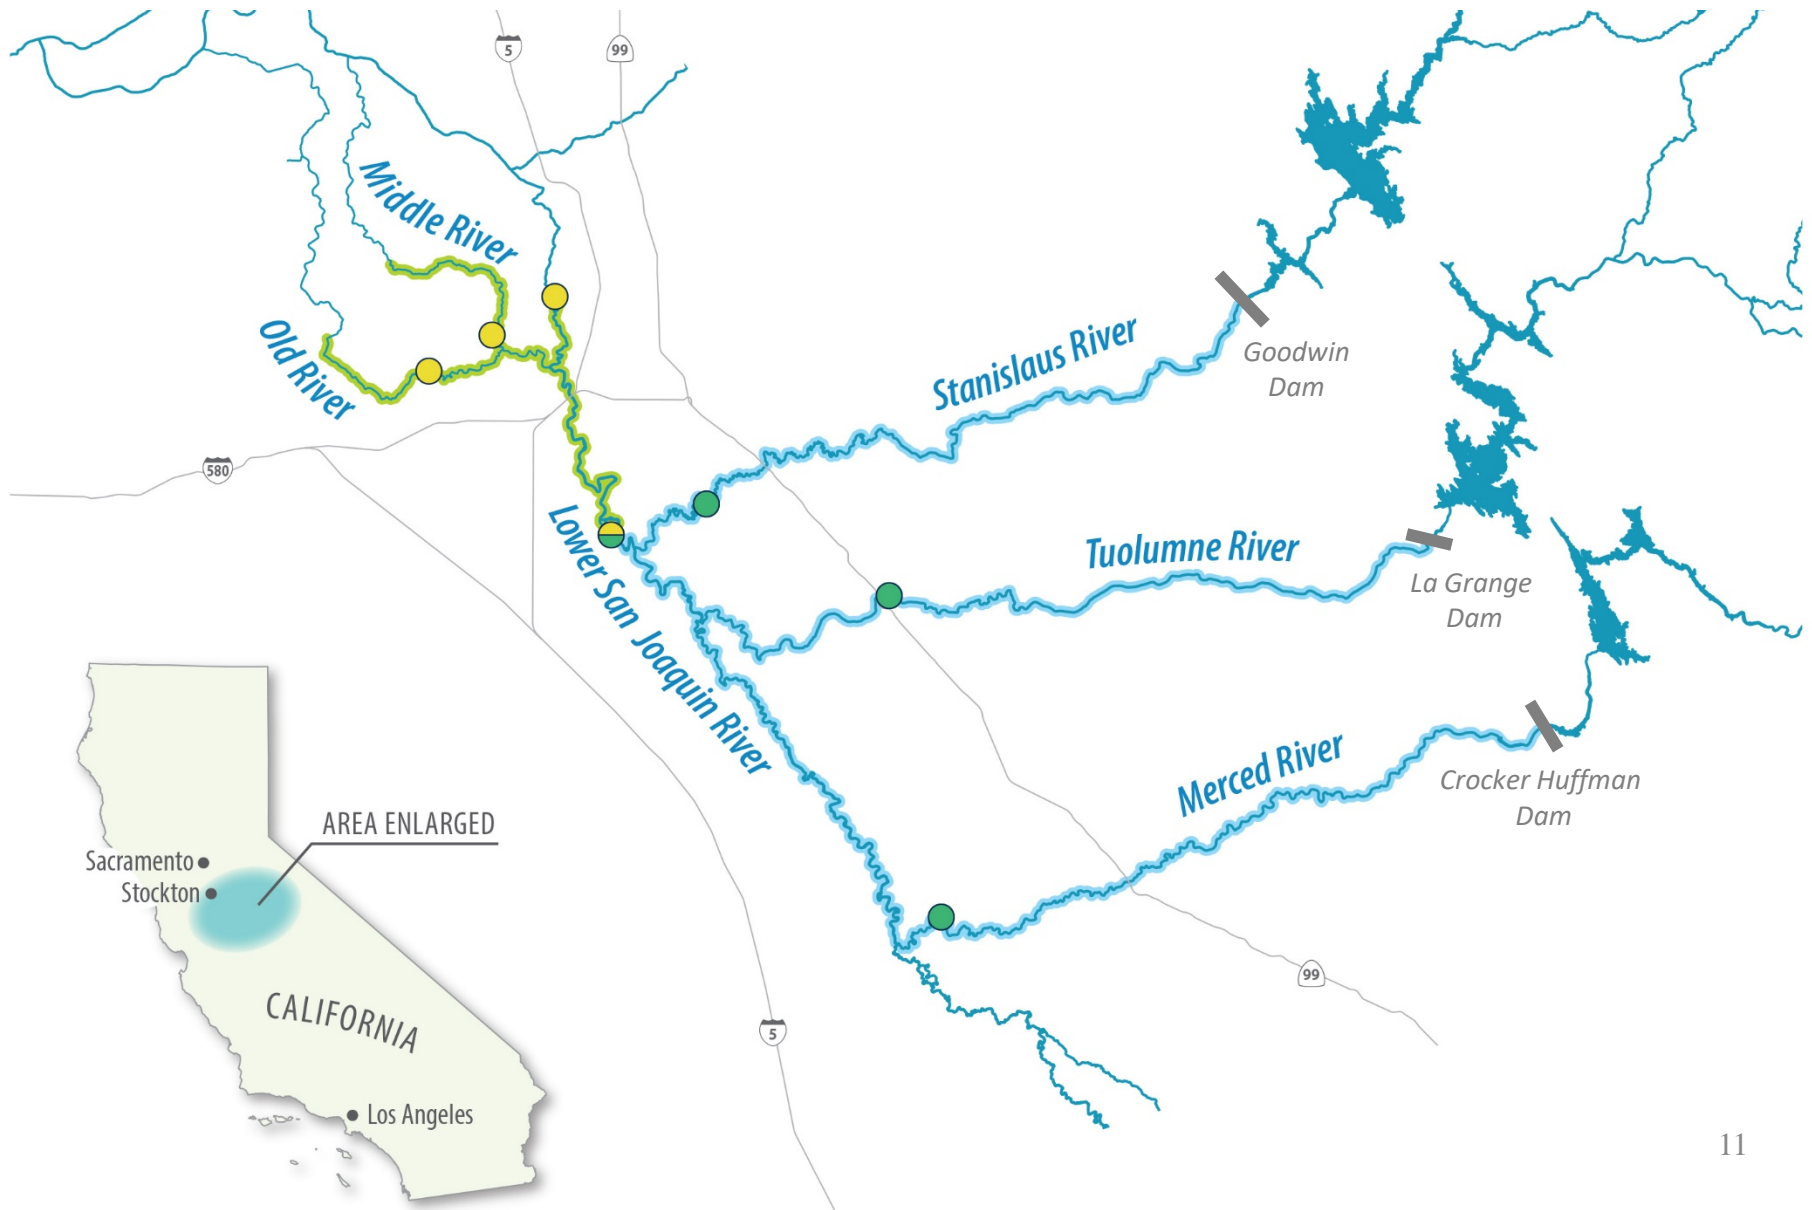 5
99
Middle River
Old River
580
Stanislaus River
Goodwin
Dam
Lower San Joaquin River
Tuolumne River
La Grange
Dam
Merced River
Crocker Huffman
Dam
AREA ENLARGED
Sacramento
Stockton
CALIFORNIA
Los Angeles
99
5
11